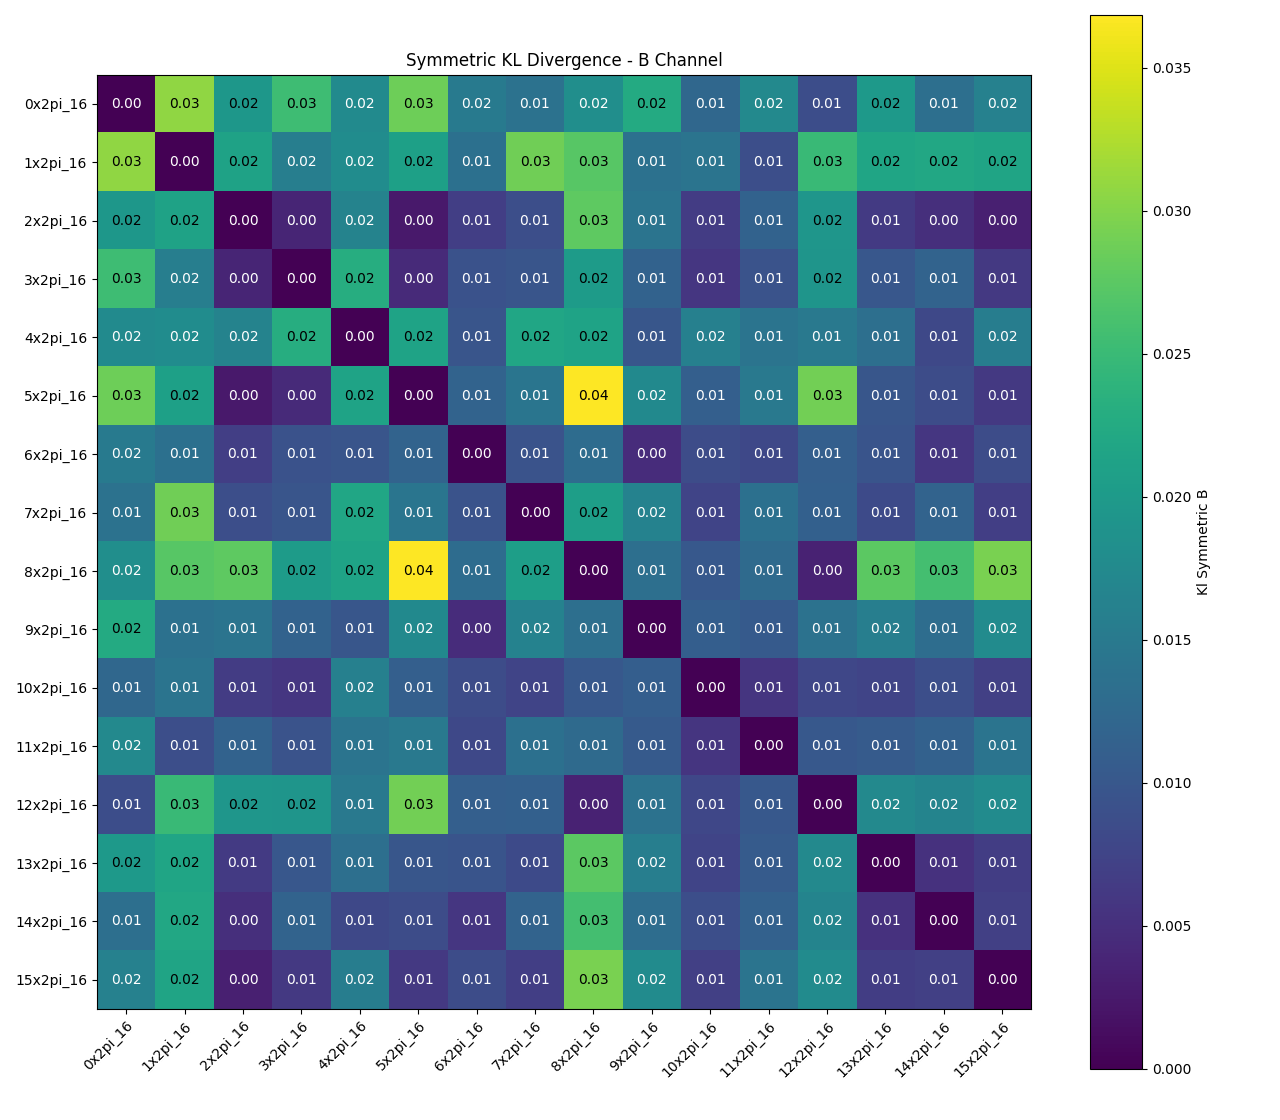 Symmetric KL Divergence - B Channel
0x2pi_16 0.00 0.03 0.02 0.03 0.02 0.03 0.02 0.01 0.02 0.02 0.01 0.02 0.01 0.02 0.01 0.02
1x2pi_16 0.03 0.00 0.02 0.02 0.02 0.02 0.01 0.03 0.03 0.01 0.01 0.01 0.03 0.02 0.02 0.02
2x2pi_16 0.02 0.02 0.00 0.00 0.02 0.00 0.01 0.01 0.03 0.01 0.01 0.01 0.02 0.01 0.00 0.00
3x2pi_16 0.03 0.02 0.00 0.00 0.02 0.00 0.01 0.01 0.02 0.01 0.01 0.01 0.02 0.01 0.01 0.01
4x2pi_16 0.02 0.02 0.02 0.02 0.00 0.02 0.01 0.02 0.02 0.01 0.02 0.01 0.01 0.01 0.01 0.02
5x2pi_16 0.03 0.02 0.00 0.00 0.02 0.00 0.01 0.01 0.04 0.02 0.01 0.01 0.03 0.01 0.01 0.01
6x2pi_16 0.02 0.01 0.01 0.01 0.01 0.01 0.00 0.01 0.01 0.00 0.01 0.01 0.01 0.01 0.01 0.01
7x2pi_16 0.01 0.03 0.01 0.01 0.02 0.01 0.01 0.00 0.02 0.02 0.01 0.01 0.01 0.01 0.01 0.01
8x2pi_16 0.02 0.03 0.03 0.02 0.02 0.04 0.01 0.02 0.00 0.01 0.01 0.01 0.00 0.03 0.03 0.03
9x2pi_16 0.02 0.01 0.01 0.01 0.01 0.02 0.00 0.02 0.01 0.00 0.01 0.01 0.01 0.02 0.01 0.02
10x2pi_16 0.01 0.01 0.01 0.01 0.02 0.01 0.01 0.01 0.01 0.01 0.00 0.01 0.01 0.01 0.01 0.01
11x2pi_16 0.02 0.01 0.01 0.01 0.01 0.01 0.01 0.01 0.01 0.01 0.01 0.00 0.01 0.01 0.01 0.01
12x2pi_16 0.01 0.03 0.02 0.02 0.01 0.03 0.01 0.01 0.00 0.01 0.01 0.01 0.00 0.02 0.02 0.02
13x2pi_16 0.02 0.02 0.01 0.01 0.01 0.01 0.01 0.01 0.03 0.02 0.01 0.01 0.02 0.00 0.01 0.01
14x2pi_16 0.01 0.02 0.00 0.01 0.01 0.01 0.01 0.01 0.03 0.01 0.01 0.01 0.02 0.01 0.00 0.01
15x2pi_16 0.02 0.02 0.00 0.01 0.02 0.01 0.01 0.01 0.03 0.02 0.01 0.01 0.02 0.01 0.01 0.00
0x2pi_16 1x2pi_16 2x2pi_16 3x2pi_16 4x2pi_16 5x2pi_16 6x2pi_16 7x2pi_16 8x2pi_16 9x2pi_16 10x2pi_16 11x2pi_16 12x2pi_16 13x2pi_16 14x2pi_16 15x2pi_16
0.035
0.030
0.025
0.020
0.015
0.010
0.005
0.000
Kl Symmetric B